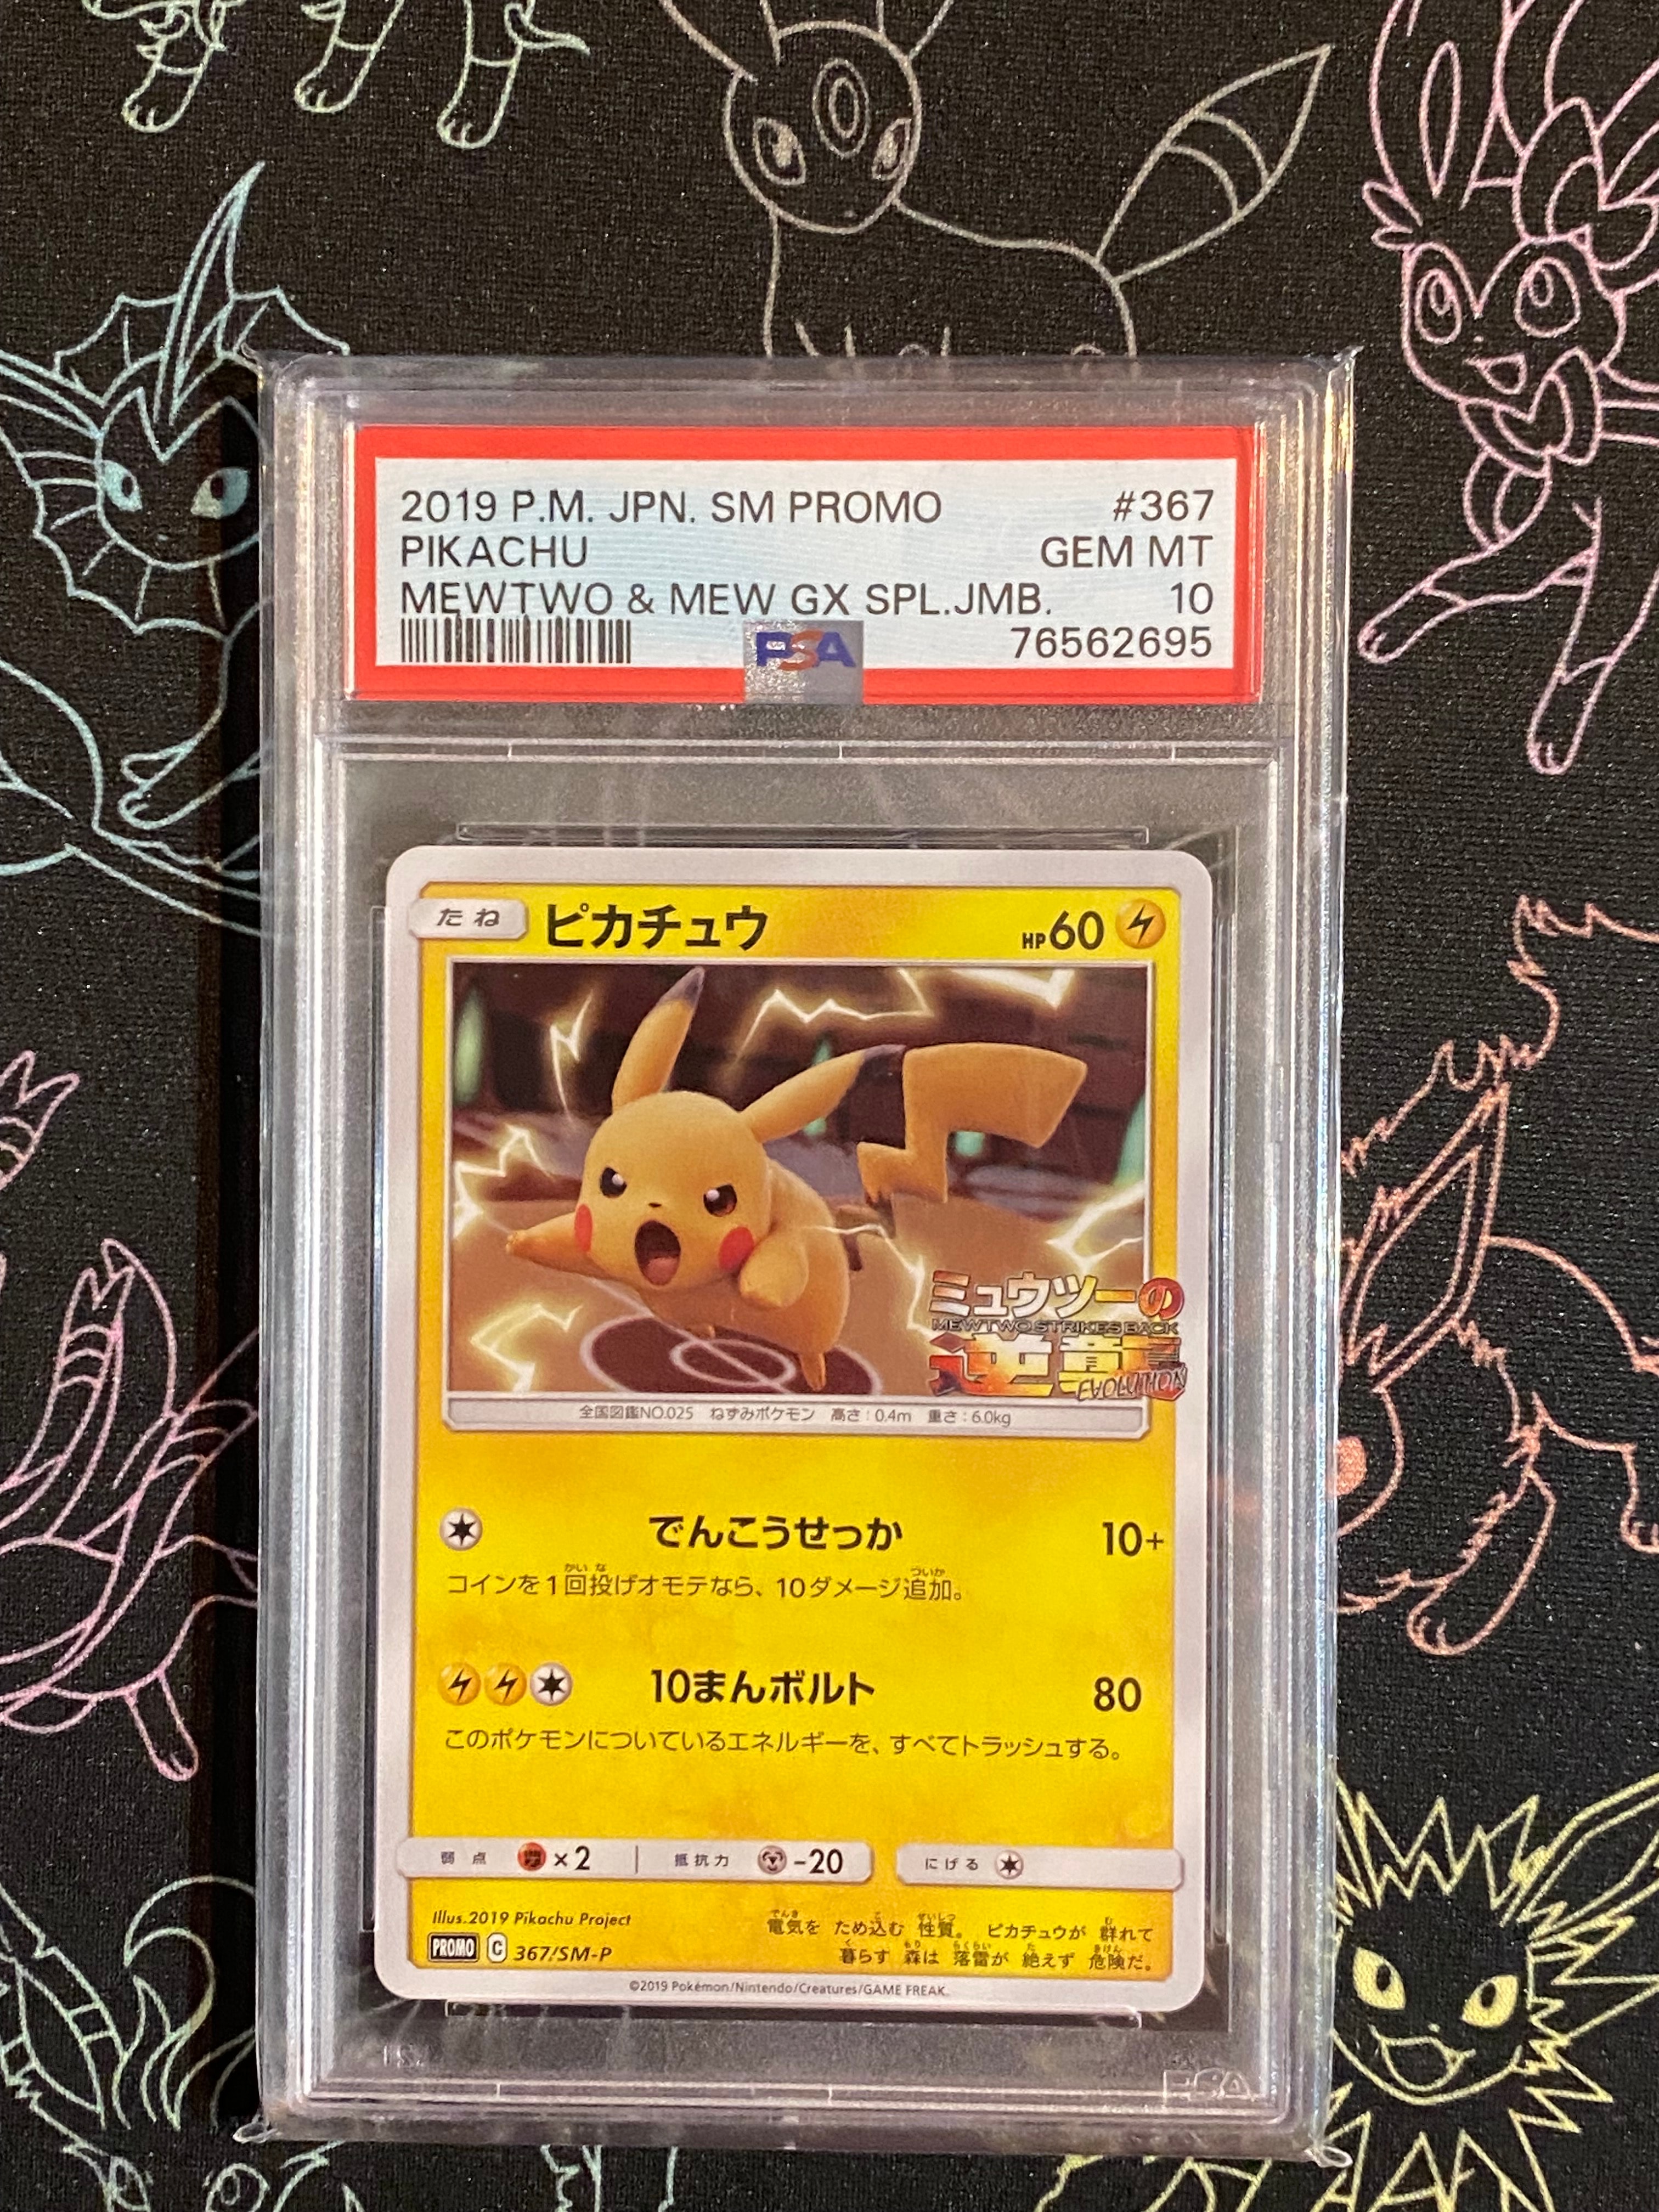 2019 P.M. JPN. SM PROMO #367
PIKACHU GEM MT
MEWTWO & MEW GX SPL.JMB. 10
PSA 76562695
たね ピカチュウ HP60
ミュウツーの
MEWTWO STRIKES BACK
逆襲
EVOLUTION
全国図鑑NO.025 ねずみポケモン 高さ:0.4m 重さ:6.0kg
でんこうせっか 10+
コインを1回投げオモテなら、10ダメージ追加。
10まんボルト 80
このポケモンについているエネルギーを、すべてトラッシュする。
弱点 ×2 抵抗力 -20 にげる
Illus.2019 Pikachu Project
PROMO C 367/SM-P
電気を ため込む 性質。 ピカチュウが 群れて
暮らす 森は 落雷が 絶えず 危険だ。
©2019 Pokémon/Nintendo/Creatures/GAME FREAK.
PSA